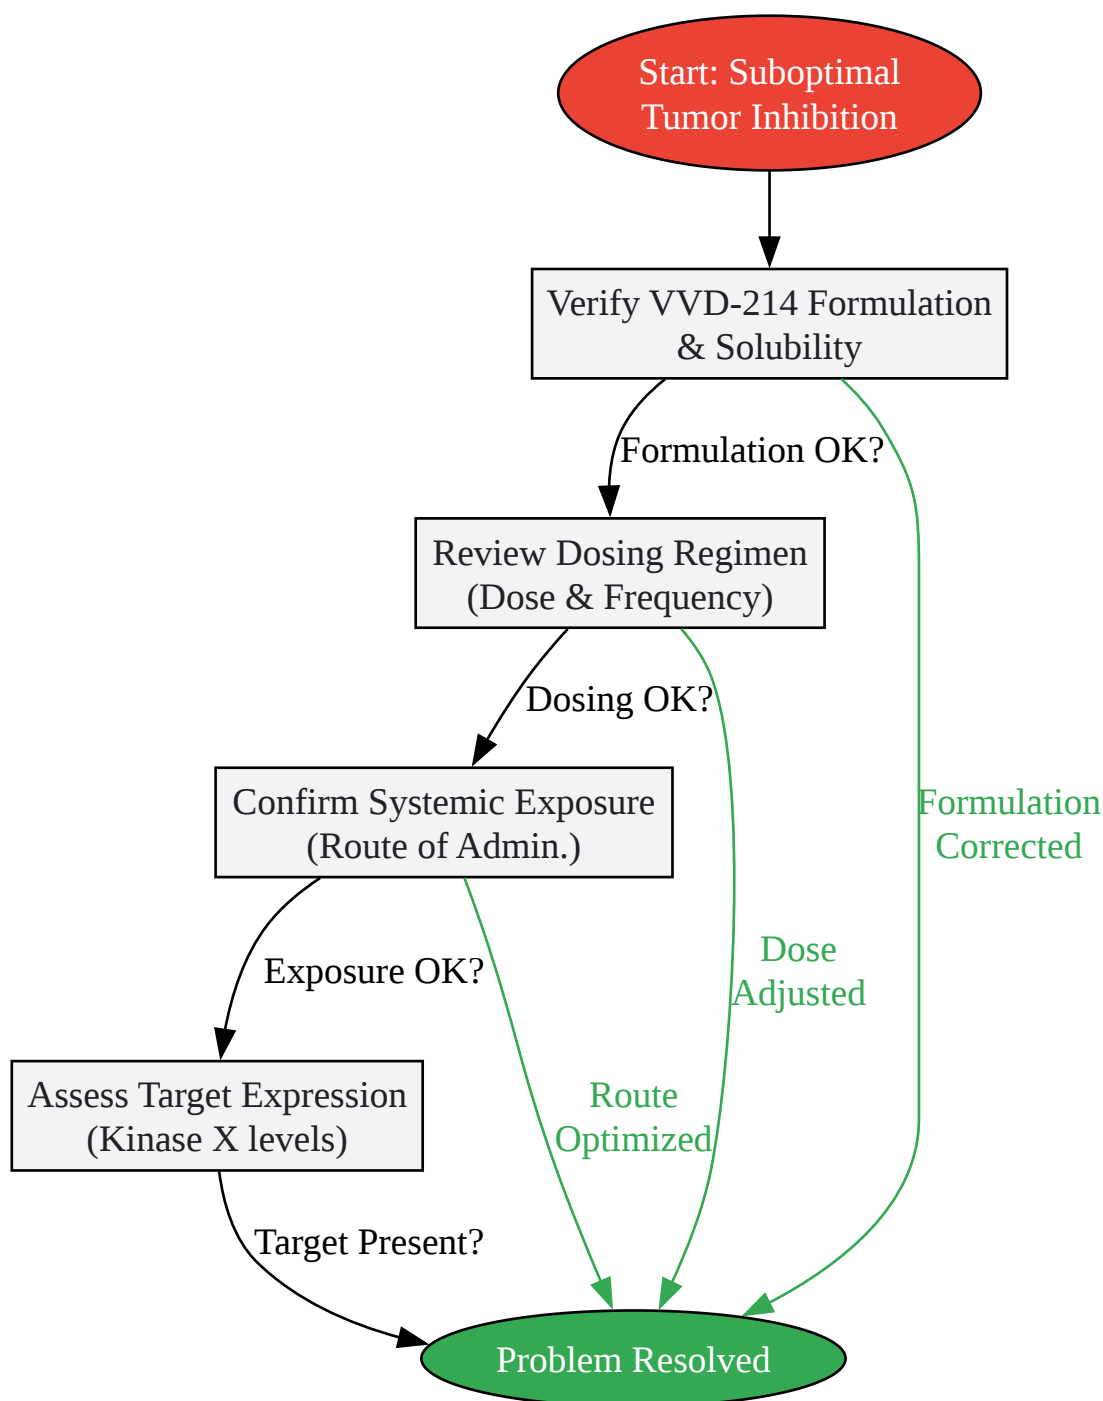 Start: Suboptimal
Tumor Inhibition
Verify VVD-214 Formulation
& Solubility
Formulation OK?
Review Dosing Regimen
(Dose & Frequency)
Dosing OK?
Confirm Systemic Exposure
(Route of Admin.)
Formulation
Corrected
Exposure OK?
Dose
Adjusted
Assess Target Expression
(Kinase X levels)
Route
Optimized
Target Present?
Problem Resolved